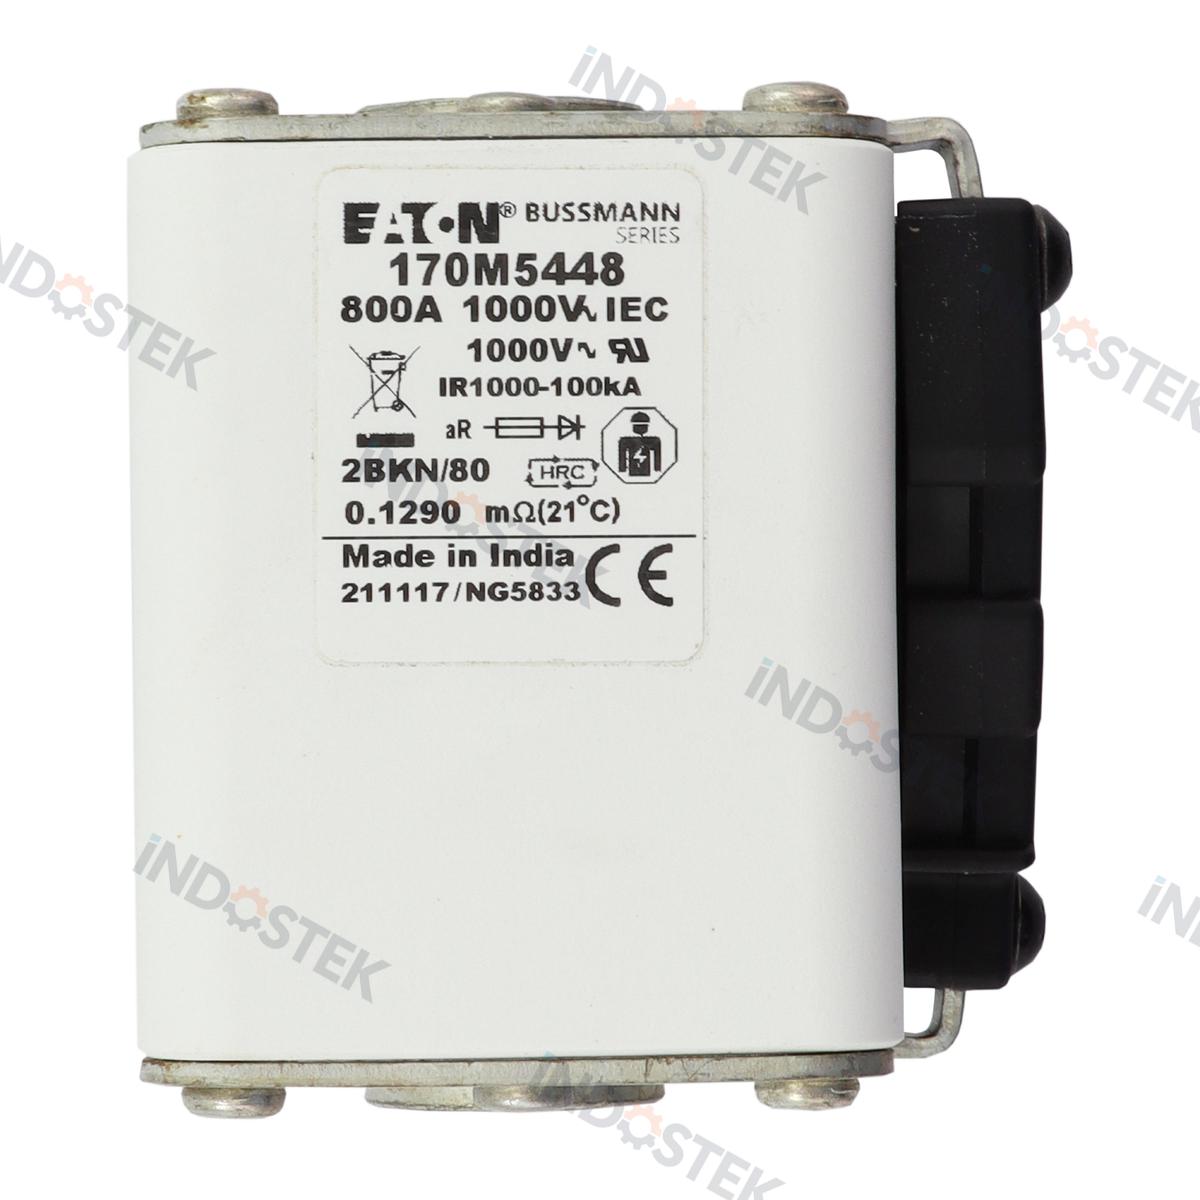 EATON® BUSSMANN
SERIES
170M5448
800A 1000V IEC
1000V~
IR1000-100kA
aR
2BKN/80 HRC
0.1290 mΩ(21°C)
Made in India
211117/NG5833 CE
iNDOSTEK
iNDOSTEK
iNDOSTEK
iNDOSTEK
iNDOSTEK
iNDOSTEK